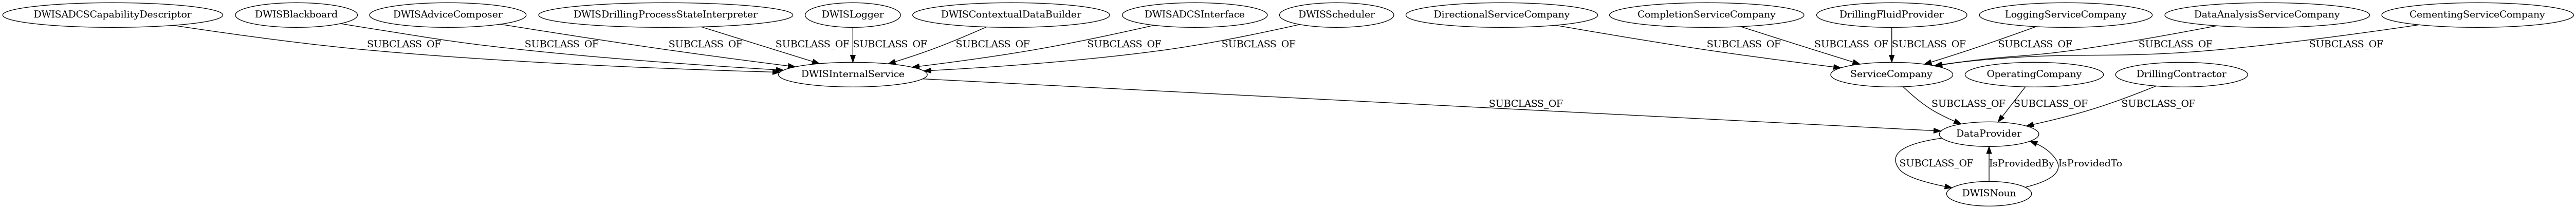 DWISADCSCapabilityDescriptor
DWISBlackboard
DWISAdviceComposer
DWISDrillingProcessStateInterpreter
DWISLogger
DWISContextualDataBuilder
DWISADCSInterface
DWISScheduler
DirectionalServiceCompany
CompletionServiceCompany
DrillingFluidProvider
LoggingServiceCompany
DataAnalysisServiceCompany
CementingServiceCompany
SUBCLASS_OF
SUBCLASS_OF
SUBCLASS_OF
SUBCLASS_OF
SUBCLASS_OF
SUBCLASS_OF
SUBCLASS_OF
SUBCLASS_OF
SUBCLASS_OF
SUBCLASS_OF
SUBCLASS_OF
SUBCLASS_OF
SUBCLASS_OF
SUBCLASS_OF
DWISInternalService
ServiceCompany
OperatingCompany
DrillingContractor
SUBCLASS_OF
SUBCLASS_OF
SUBCLASS_OF
SUBCLASS_OF
DataProvider
SUBCLASS_OF
IsProvidedBy
IsProvidedTo
DWISNoun